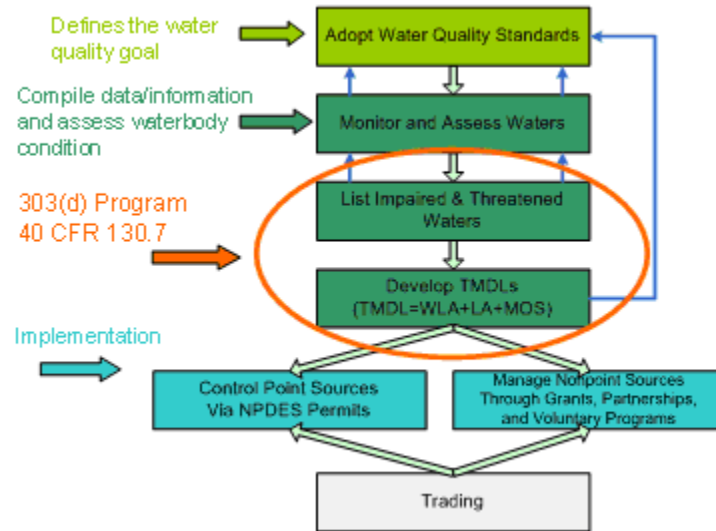 Defines the water
quality goal
Adopt Water Quality Standards
Compile data/information
and assess waterbody
condition
Monitor and Assess Waters
303(d) Program
40 CFR 130.7
List Impaired & Threatened
Waters
Develop TMDLs
(TMDL=WLA+LA+MOS)
Implementation
Control Point Sources
Via NPDES Permits
Manage Nonpoint Sources
Through Grants, Partnerships,
and Voluntary Programs
Trading